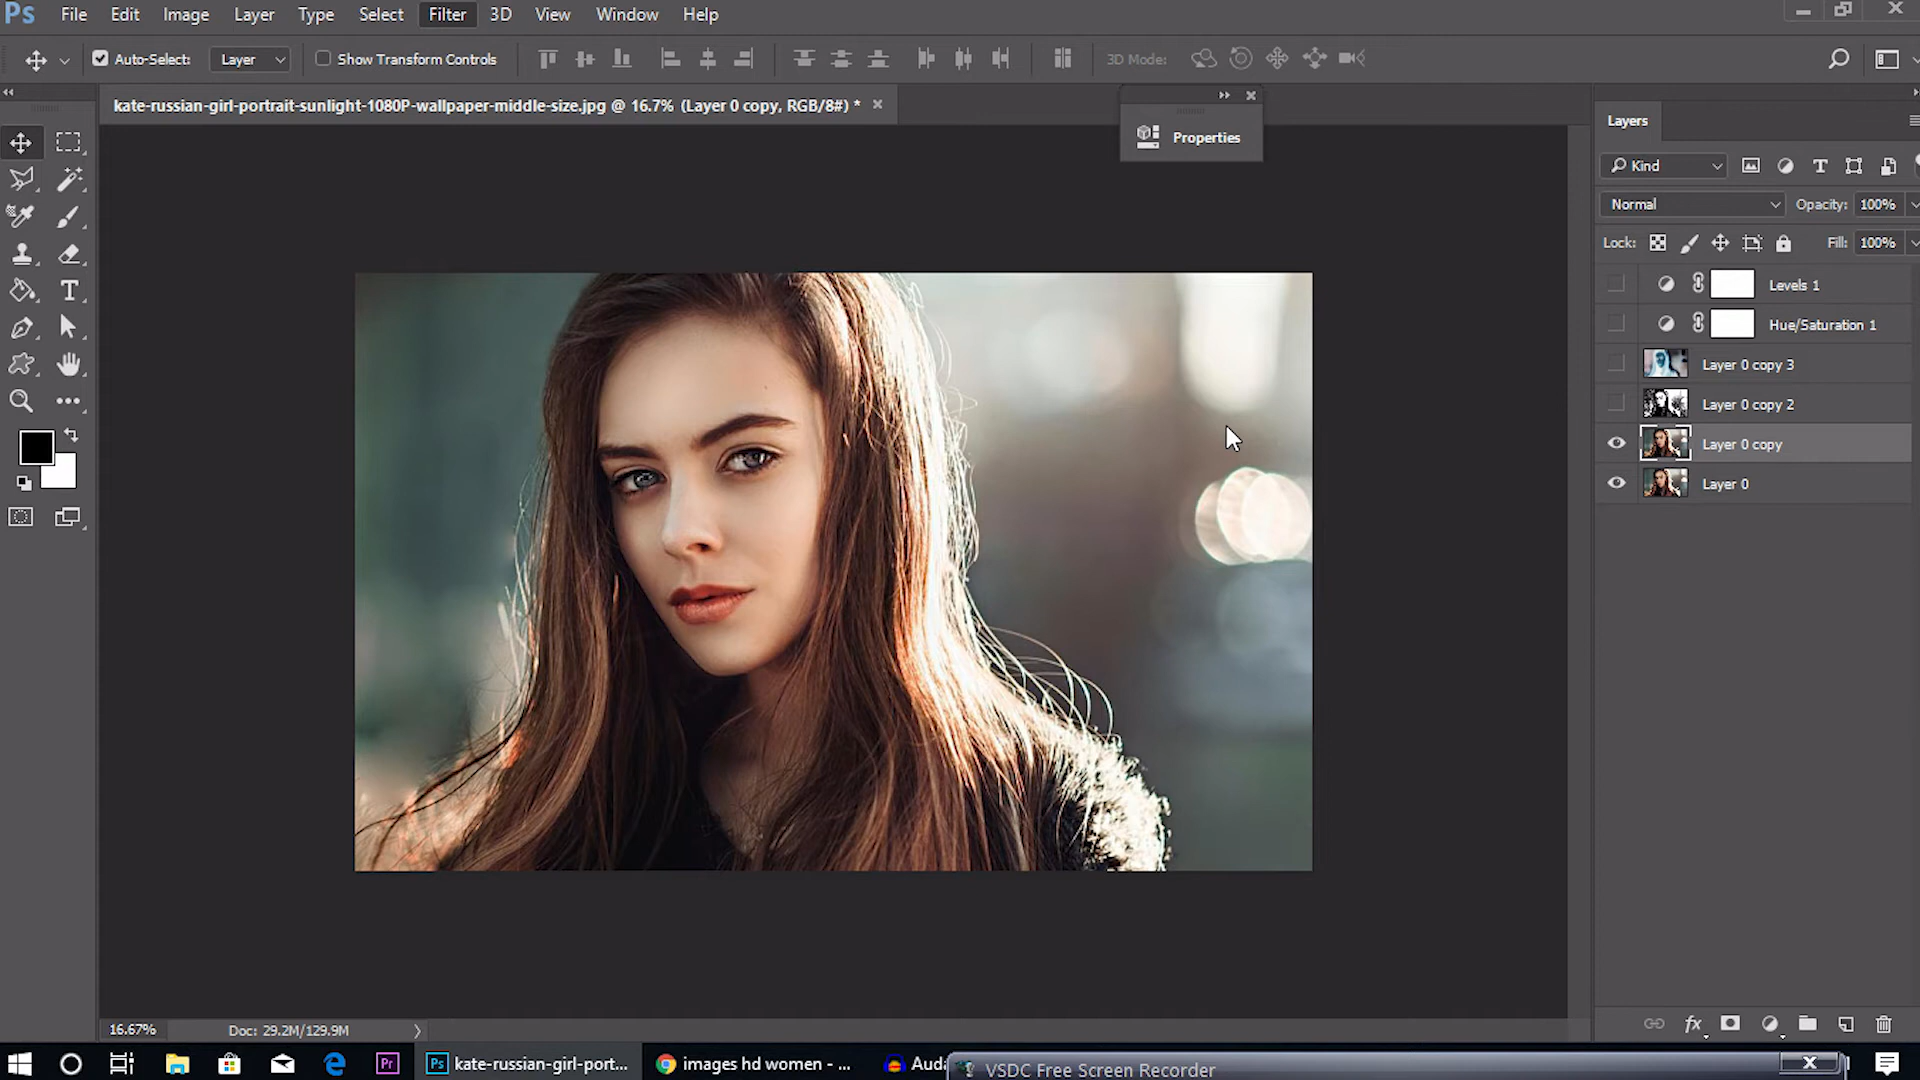 Ps File Edit Image Layer Type Select Filter 3D View Window Help
Auto-Select: Layer Show Transform Controls 3D Mode:
kate-russian-girl-portrait-sunlight-1080P-wallpaper-middle-size.jpg @ 16.7% (Layer 0 copy, RGB/8#) *
Properties
Layers
Kind
Normal Opacity: 100%
Lock: Fill: 100%
Levels 1
Hue/Saturation 1
Layer 0 copy 3
Layer 0 copy 2
Layer 0 copy
Layer 0
fx
16.67% Doc: 29.2M/129.9M
Pr Ps kate-russian-girl-port... images hd women - ... Auda VSDC Free Screen Recorder